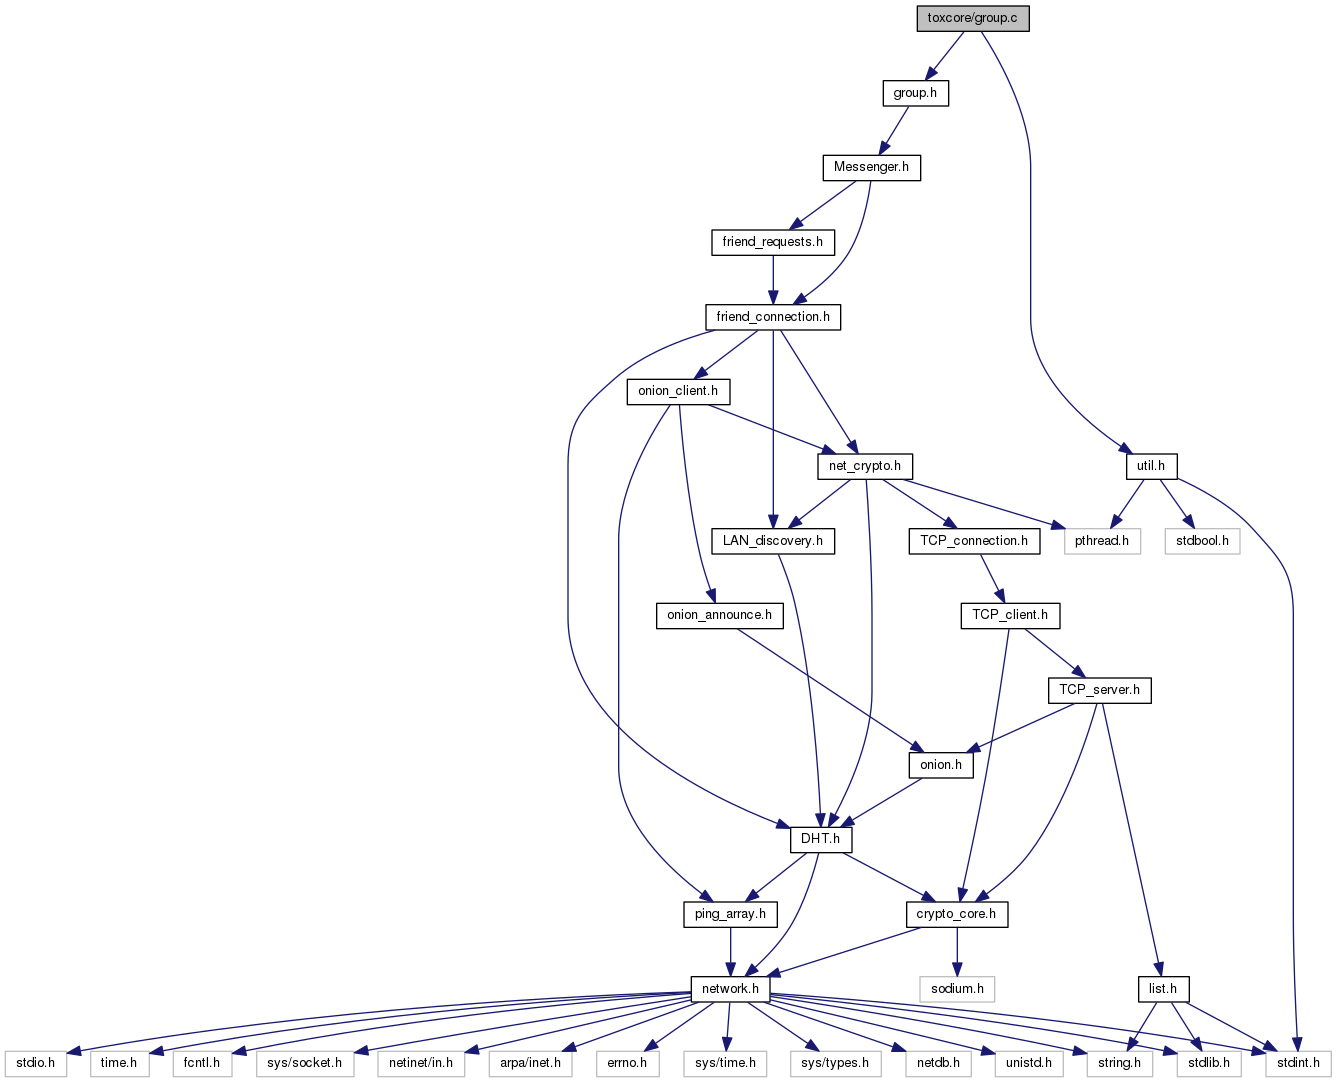 toxcore/group.c
group.h
Messenger.h
friend_requests.h
friend_connection.h
onion_client.h
net_crypto.h
util.h
LAN_discovery.h
TCP_connection.h
pthread.h
stdbool.h
onion_announce.h
TCP_client.h
TCP_server.h
onion.h
DHT.h
ping_array.h
crypto_core.h
network.h
sodium.h
list.h
stdio.h
time.h
fcntl.h
sys/socket.h
netinet/in.h
arpa/inet.h
errno.h
sys/time.h
sys/types.h
netdb.h
unistd.h
string.h
stdlib.h
stdint.h